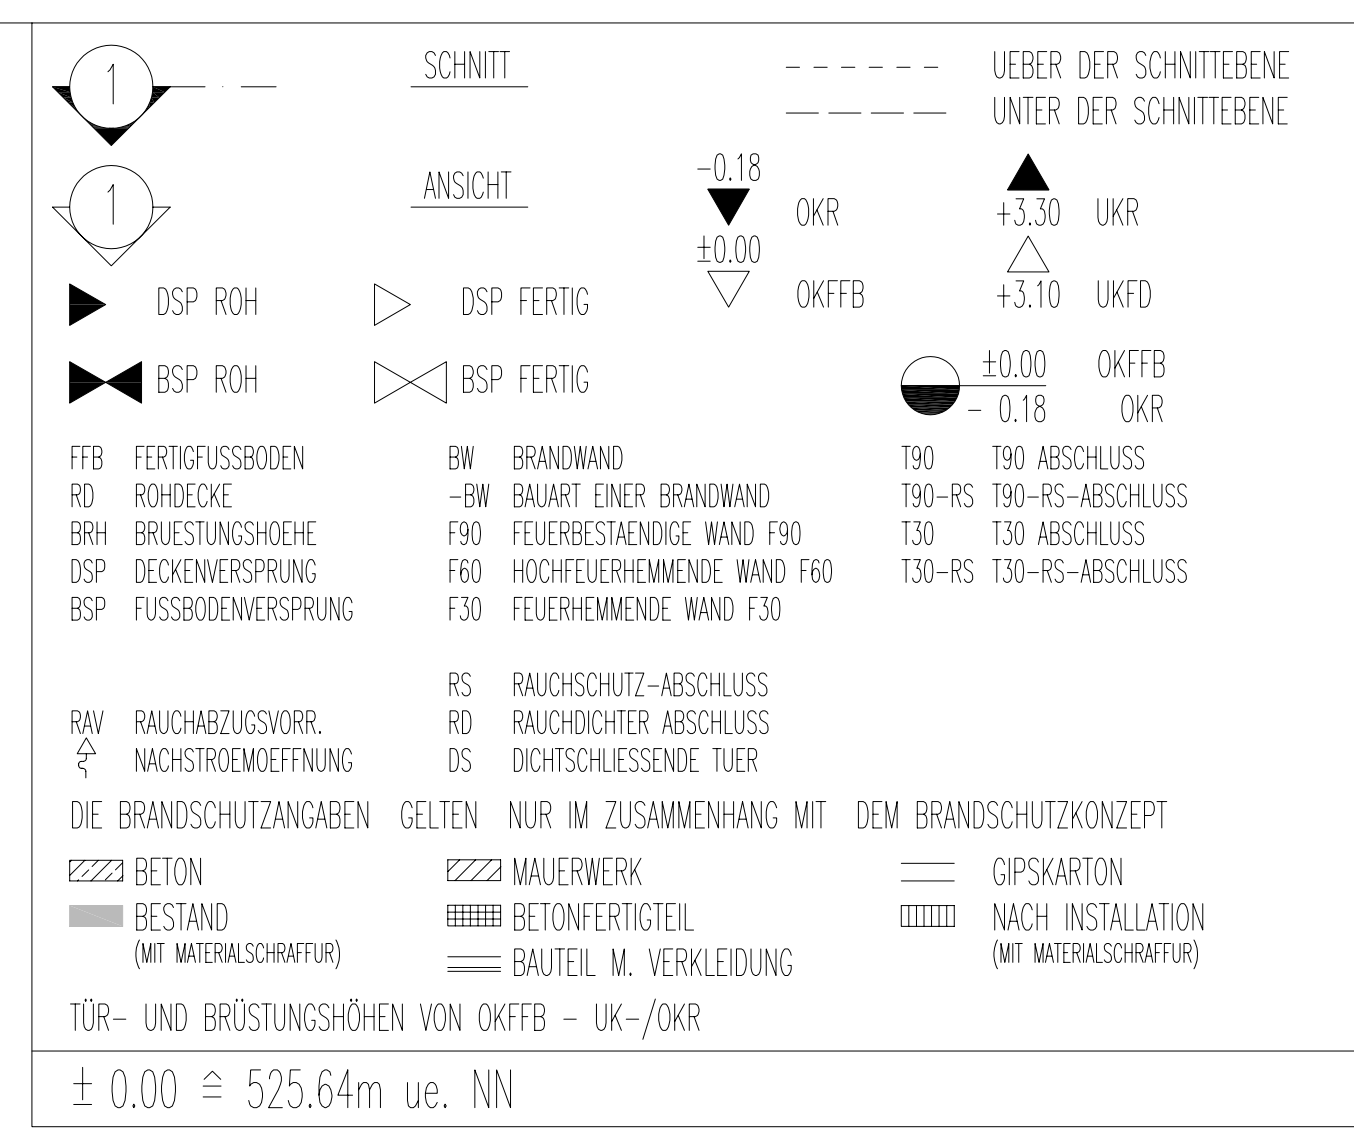 1 SCHNITT - - - - - - UEBER DER SCHNITTEBENE
UNTER DER SCHNITTEBENE
1 ANSICHT
-0.18
OKR
+3.30 UKR
±0.00
OKFFB
+3.10 UKFD
DSP ROH DSP FERTIG
BSP ROH BSP FERTIG
±0.00 OKFFB
- 0.18 OKR
FFB FERTIGFUSSBODEN BW BRANDWAND T90 T90 ABSCHLUSS
RD ROHDECKE -BW BAUART EINER BRANDWAND T90-RS T90-RS-ABSCHLUSS
BRH BRUESTUNGSHOEHE F90 FEUERBESTAENDIGE WAND F90 T30 T30 ABSCHLUSS
DSP DECKENVERSPRUNG F60 HOCHFEUERHEMMENDE WAND F60 T30-RS T30-RS-ABSCHLUSS
BSP FUSSBODENVERSPRUNG F30 FEUERHEMMENDE WAND F30
RS RAUCHSCHUTZ-ABSCHLUSS
RAV RAUCHABZUGSVORR. RD RAUCHDICHTER ABSCHLUSS
NACHSTROEMOEFFNUNG DS DICHTSCHLIESSENDE TUER
DIE BRANDSCHUTZANGABEN GELTEN NUR IM ZUSAMMENHANG MIT DEM BRANDSCHUTZKONZEPT
BETON MAUERWERK GIPSKARTON
BESTAND BETONFERTIGTEIL NACH INSTALLATION
(MIT MATERIALSCHRAFFUR) (MIT MATERIALSCHRAFFUR)
BAUTEIL M. VERKLEIDUNG
TÜR- UND BRÜSTUNGSHÖHEN VON OKFFB - UK-/OKR
± 0.00 ≙ 525.64m ue. NN